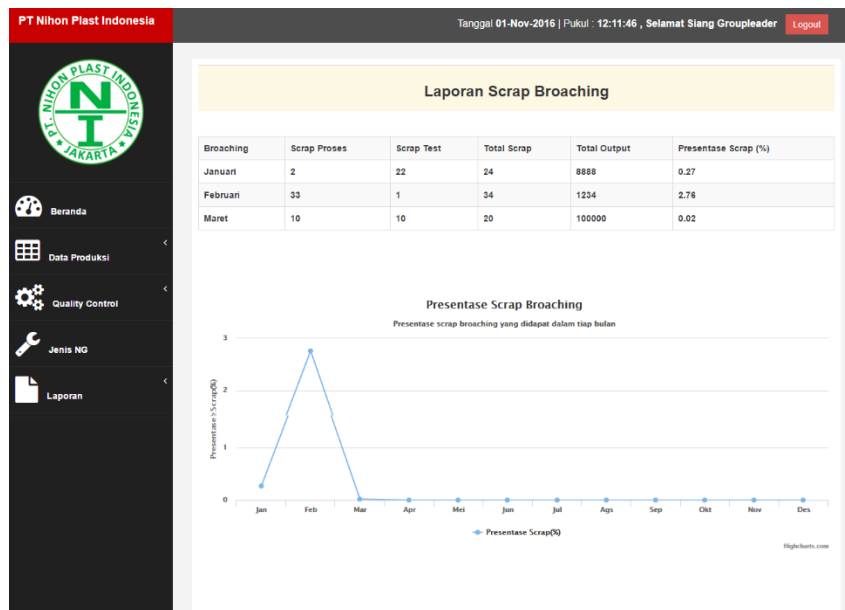 PT Nihon Plast Indonesia
Tanggal 01-Nov-2016 | Pukul : 12:11:46 , Selamat Siang Groupleader
Logout
PT. NIHON PLAST INDONESIA
N
I
JAKARTA
Beranda
Data Produksi
Quality Control
Jenis NG
Laporan
Laporan Scrap Broaching
Broaching Scrap Proses Scrap Test Total Scrap Total Output Presentase Scrap (%)
Januari 2 22 24 8888 0.27
Februari 33 1 34 1234 2.76
Maret 10 10 20 100000 0.02
Presentase Scrap Broaching
Presentase scrap broaching yang didapat dalam tiap bulan
Presentase>Scrap(%)
3
2
1
0
Jan Feb Mar Apr Mei Jun Jul Ags Sep Okt Nov Des
Presentase Scrap(%)
Highcharts.com